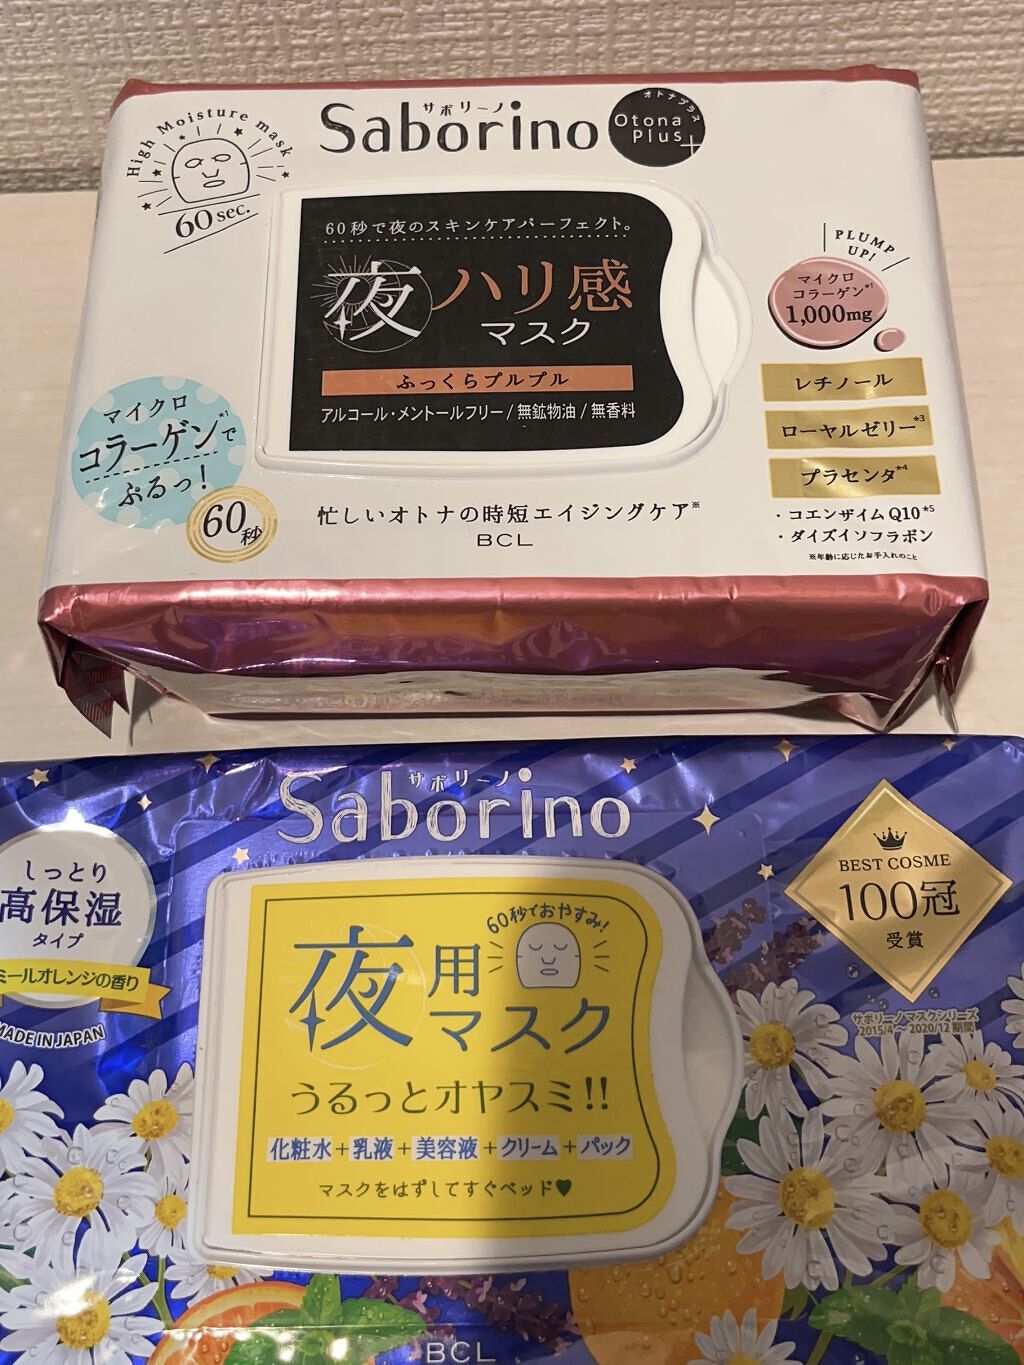 High Moisture mask
60 sec.
サボリーノ
Saborino
オトナプラス
Otona
Plus
+
60秒で夜のスキンケアパーフェクト。
夜ハリ感
マスク
ふっくらプルプル
アルコール・メントールフリー/無鉱物油/無香料
PLUMP
UP!
マイクロ
コラーゲン*1
1,000mg
レチノール
ローヤルゼリー*3
プラセンタ*4
・コエンザイムQ10*5
・ダイズイソフラボン
※年齢に応じたお手入れのこと
マイクロ*1
コラーゲンで
ぷるっ!
60秒
忙しいオトナの時短エイジングケア※
BCL
サボリーノ
Saborino
しっとり
高保湿
タイプ
ミールオレンジの香り
MADE IN JAPAN
60秒でおやすみ!
夜用
マスク
うるっとオヤスミ!!
化粧水+乳液+美容液+クリーム+パック
マスクをはずしてすぐベッド♥
BEST COSME
100冠
受賞
サボリーノマスクシリーズ
2015/4〜2020/12期間
BCL